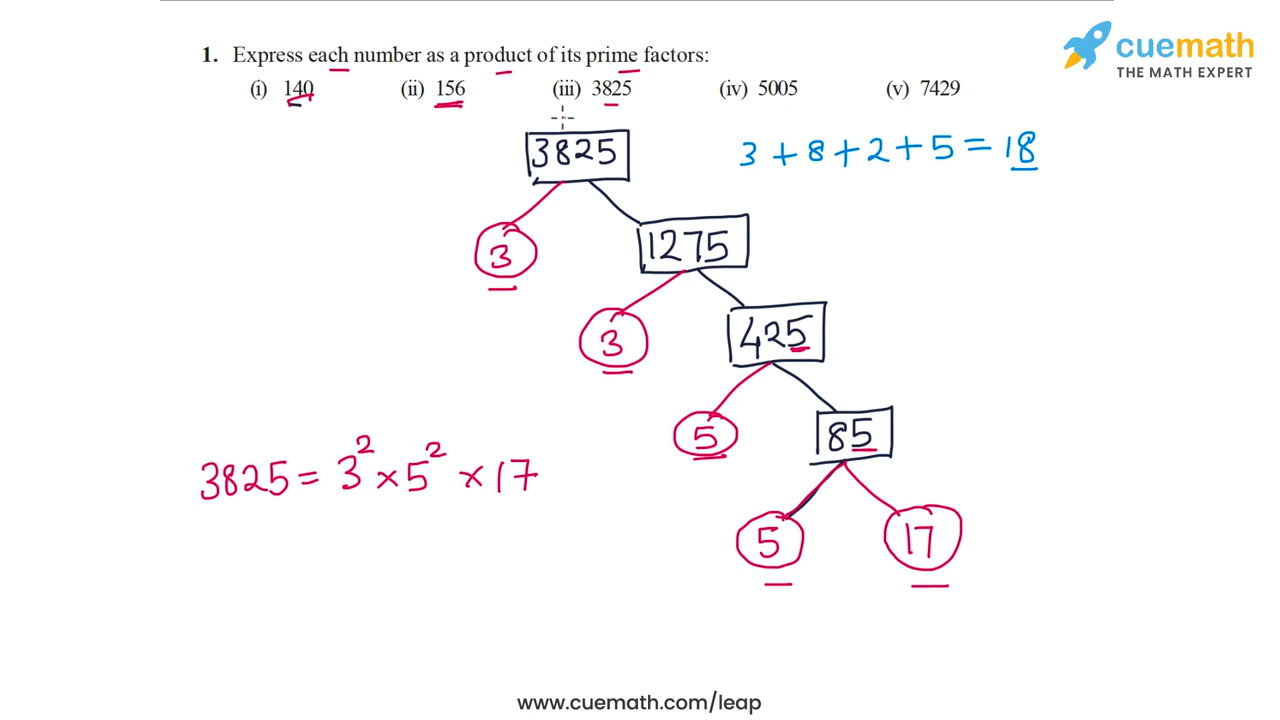 cuemath
THE MATH EXPERT
1. Express each number as a product of its prime factors:
(i) 140 (ii) 156 (iii) 3825 (iv) 5005 (v) 7429
3825
3 + 8 + 2 + 5 = 18
3 1275
3 425
5 85
3825 = 3² × 5² × 17
5 17
www.cuemath.com/leap